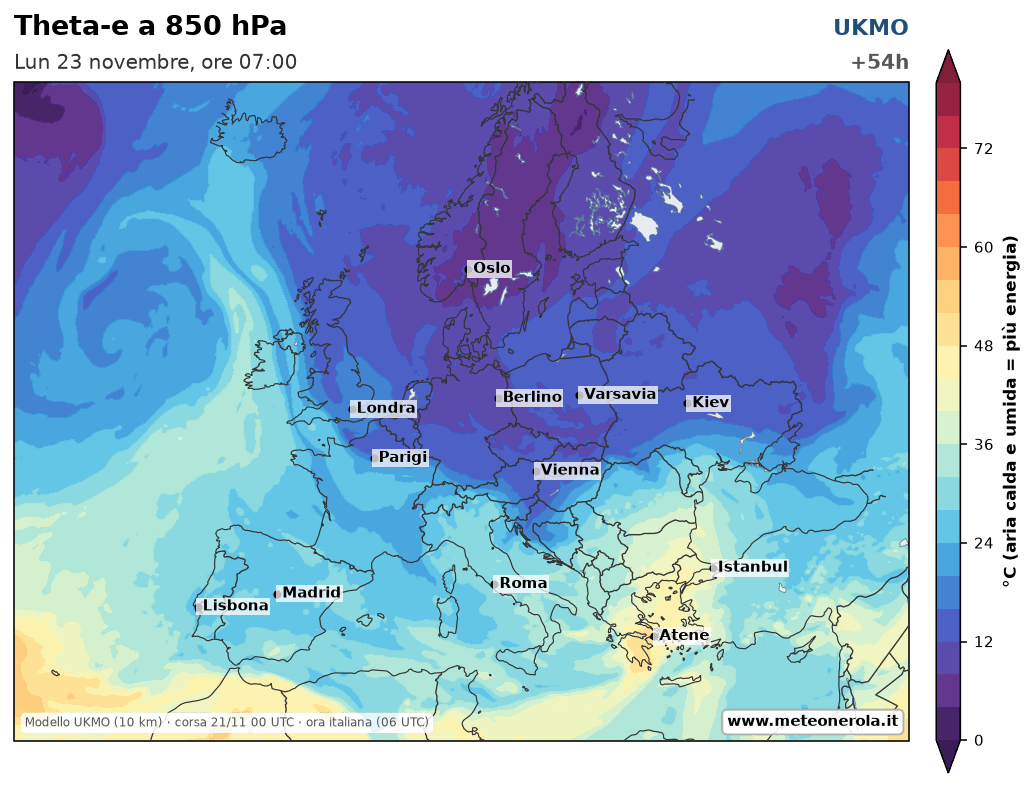 Theta-e a 850 hPa
UKMO
Lun 23 novembre, ore 07:00
+54h
72
60
48
36
24
12
0
°C (aria calda e umida = più energia)
Oslo
Berlino
Varsavia
Kiev
Londra
Parigi
Vienna
Istanbul
Roma
Madrid
Lisbona
Atene
Modello UKMO (10 km) · corsa 21/11 00 UTC · ora italiana (06 UTC)
www.meteonerola.it